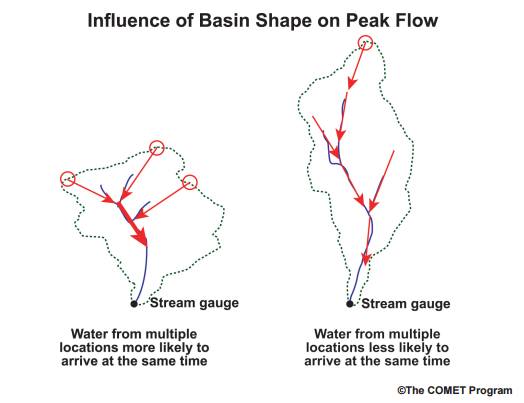 Influence of Basin Shape on Peak Flow
Stream gauge
Stream gauge
Water from multiple
locations more likely to
arrive at the same time
Water from multiple
locations less likely to
arrive at the same time
©The COMET Program